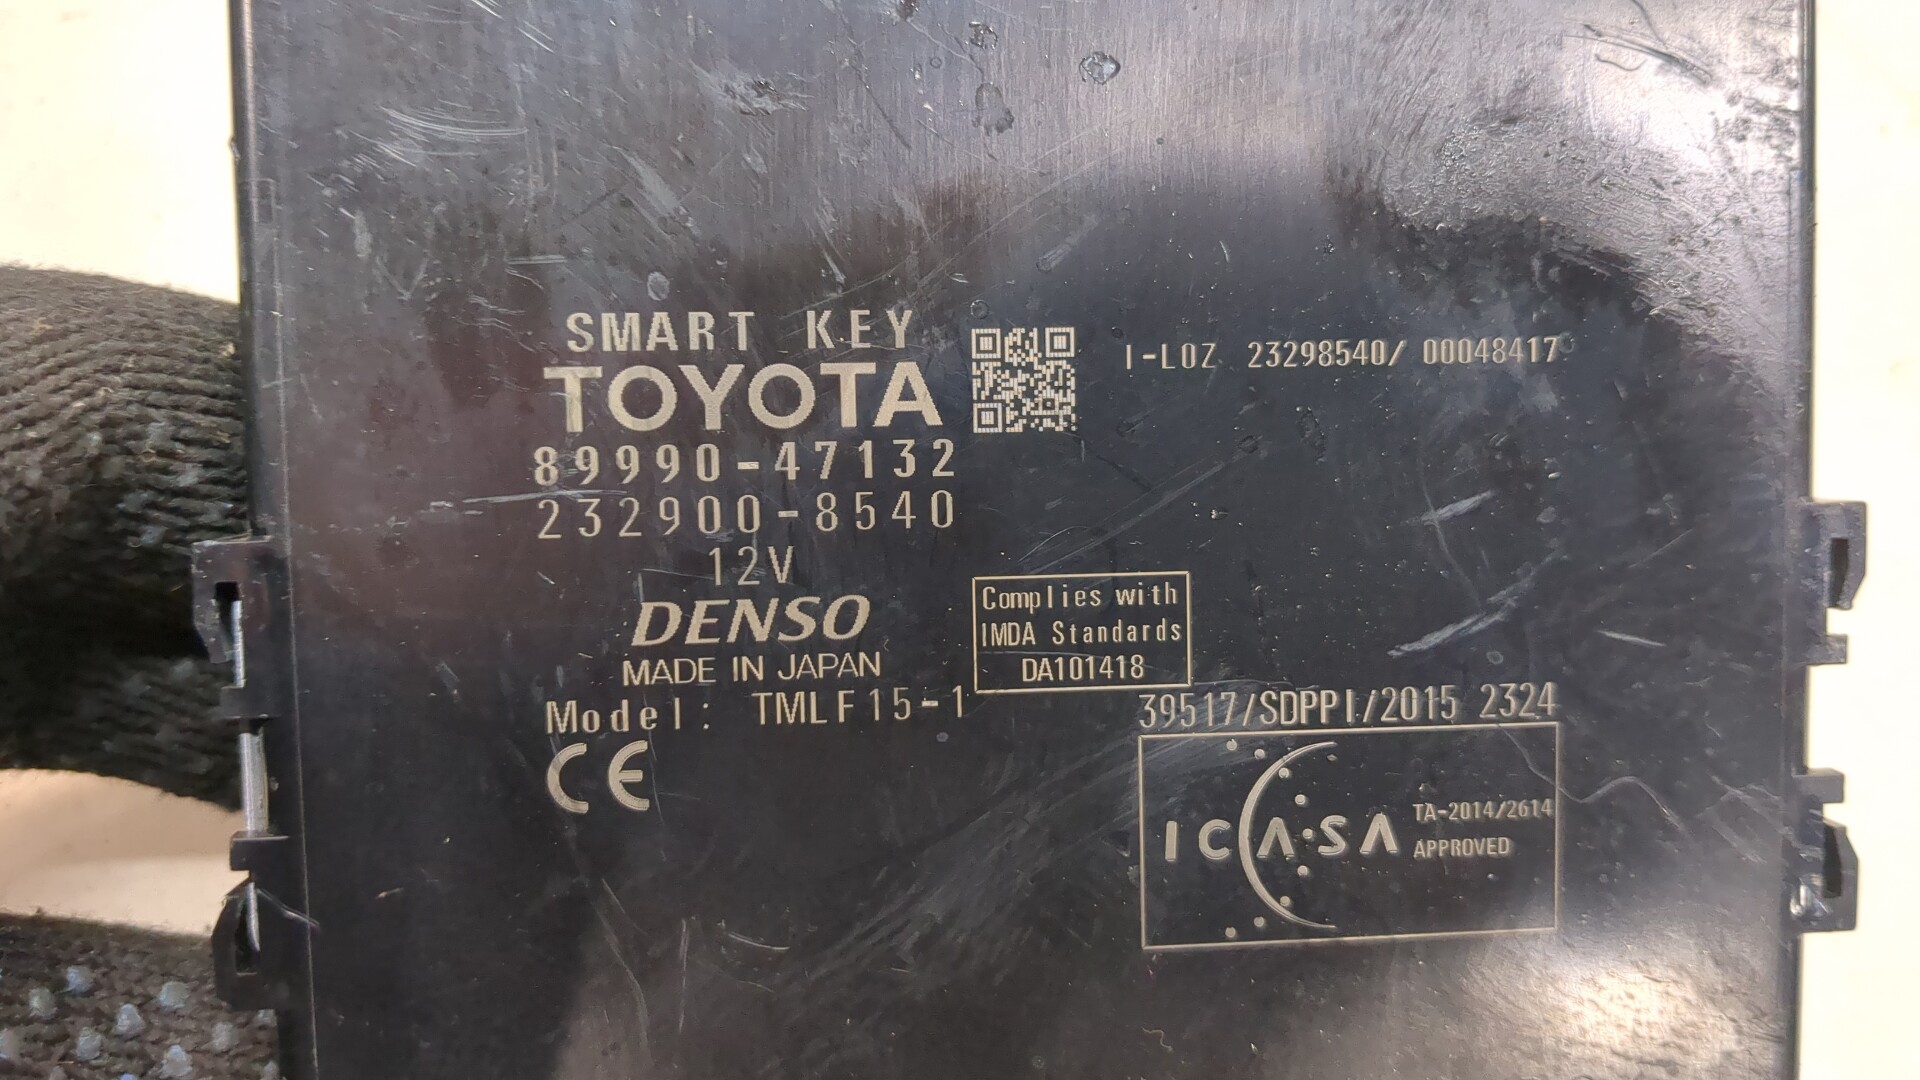 SMART KEY
TOYOTA
89990-47132
232900-8540
12V
DENSO
MADE IN JAPAN
Model: TMLF15-1
CE
I-LOZ 23298540/ 00048417
Complies with
IMDA Standards
DA101418
39517/SDPPI/2015 2324
ICASA
TA-2014/2614
APPROVED